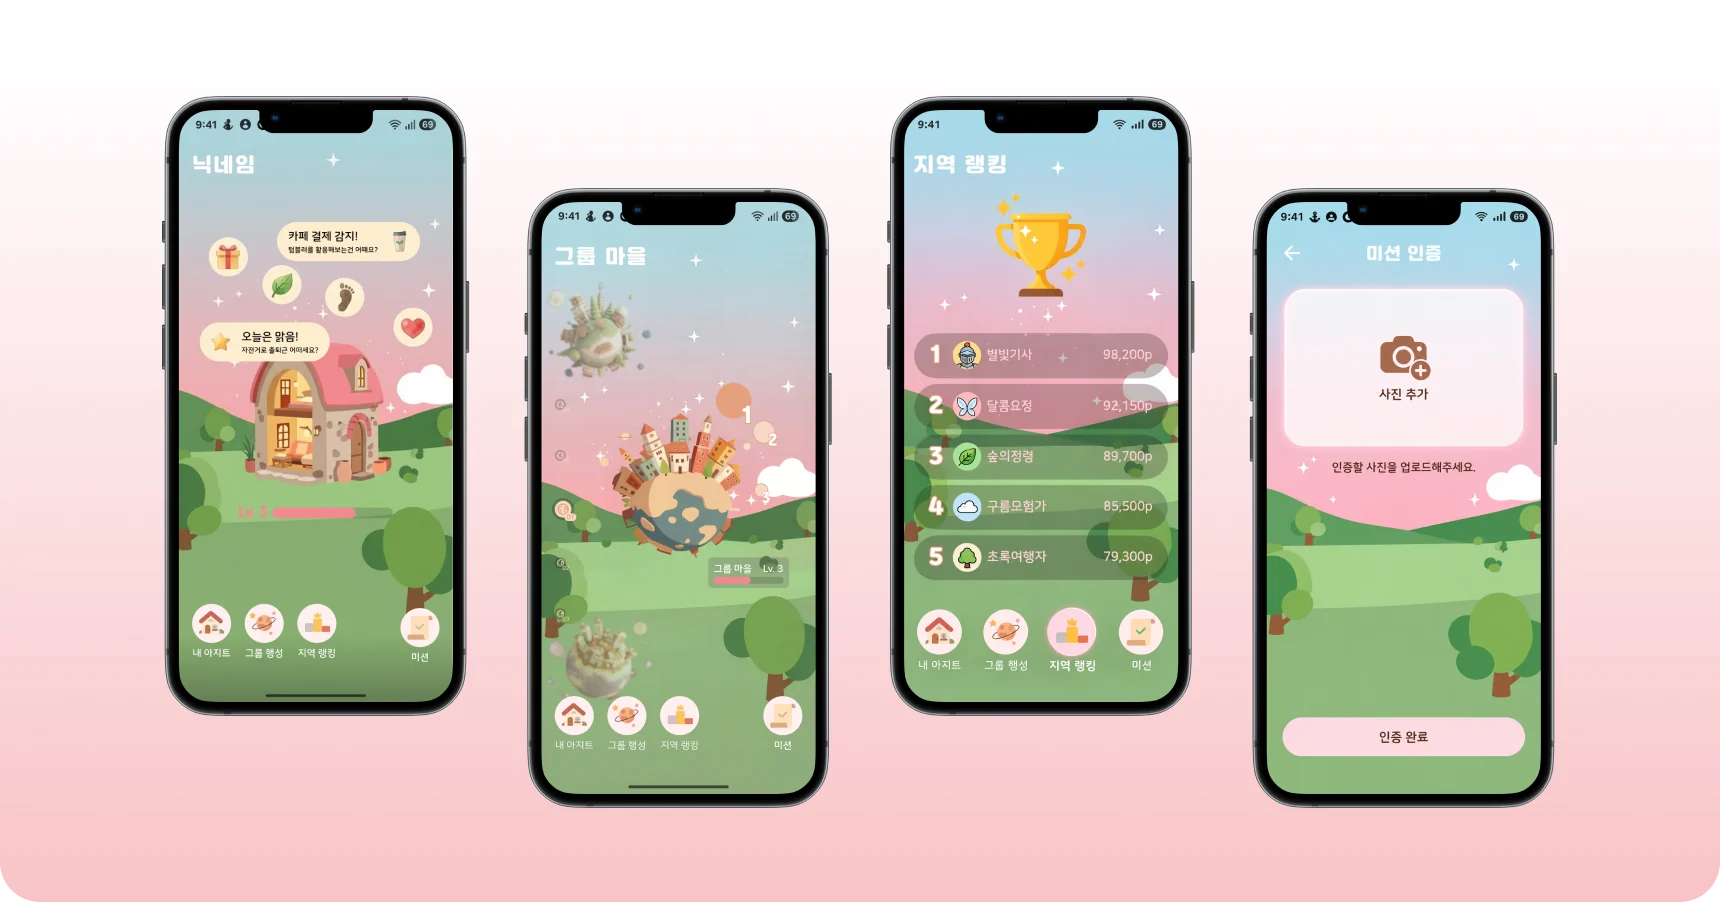 9:41
69
닉네임
카페 결제 감지!
텀블러를 활용해보는건 어때요?
오늘은 맑음!
자전거로 출퇴근 어떠세요?
Lv. 3
내 아지트
그룹 행성
지역 랭킹
미션
9:41
69
그룹 마을
1
2
3
그룹 마을 Lv. 3
내 아지트
그룹 행성
지역 랭킹
미션
9:41
69
지역 랭킹
1 별빛기사 98,200p
2 달콤요정 92,150p
3 숲의정령 89,700p
4 구름모험가 85,500p
5 초록여행자 79,300p
내 아지트
그룹 행성
지역 랭킹
미션
9:41
69
미션 인증
사진 추가
인증할 사진을 업로드해주세요.
인증 완료